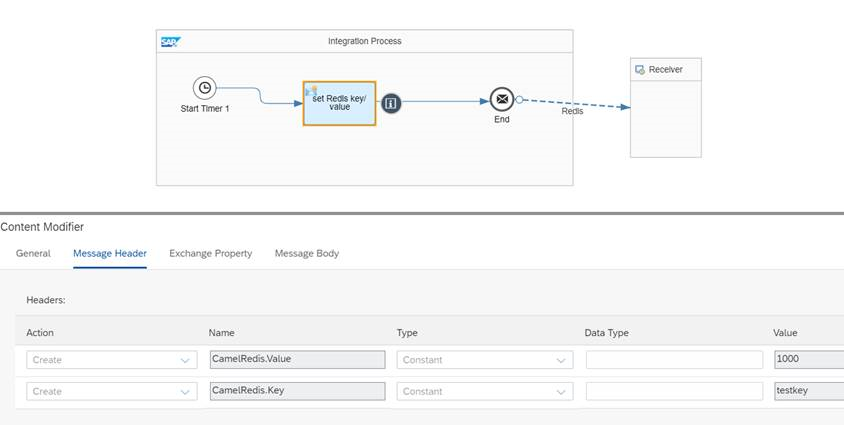 SAP
Integration Process
Receiver
set Redis key/
value
Start Timer 1
End
Redis
Content Modifier
General Message Header Exchange Property Message Body
Headers:
Action Name Type Data Type Value
Create CamelRedis.Value Constant 1000
Create CamelRedis.Key Constant testkey